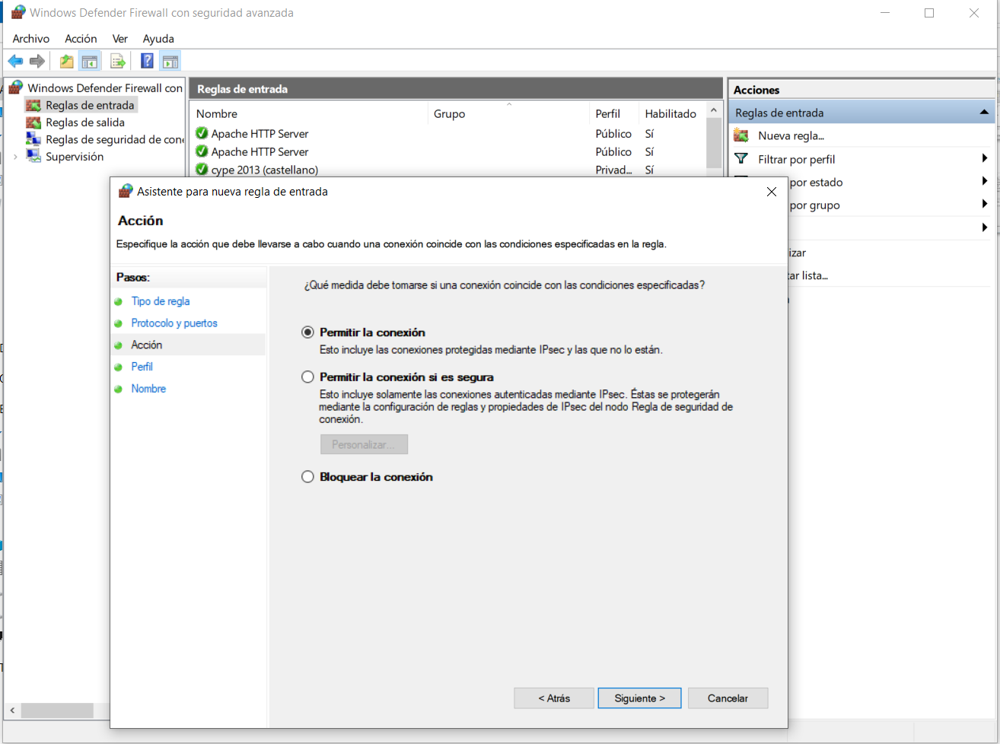 Windows Defender Firewall con seguridad avanzada
Archivo Acción Ver Ayuda
Windows Defender Firewall con
Reglas de entrada
Reglas de salida
Reglas de seguridad de con
Supervisión
Reglas de entrada
Nombre Grupo Perfil Habilitado
Apache HTTP Server Público Sí
Apache HTTP Server Público Sí
cype 2013 (castellano) Privad... Sí
Acciones
Reglas de entrada
Nueva regla...
Filtrar por perfil
por estado
por grupo
izar
tar lista...
Asistente para nueva regla de entrada
Acción
Especifique la acción que debe llevarse a cabo cuando una conexión coincide con las condiciones especificadas en la regla.
Pasos:
Tipo de regla
Protocolo y puertos
Acción
Perfil
Nombre
¿Qué medida debe tomarse si una conexión coincide con las condiciones especificadas?
Permitir la conexión
Esto incluye las conexiones protegidas mediante IPsec y las que no lo están.
Permitir la conexión si es segura
Esto incluye solamente las conexiones autenticadas mediante IPsec. Éstas se protegerán
mediante la configuración de reglas y propiedades de IPsec del nodo Regla de seguridad de
conexión.
Personalizar...
Bloquear la conexión
< Atrás Siguiente > Cancelar